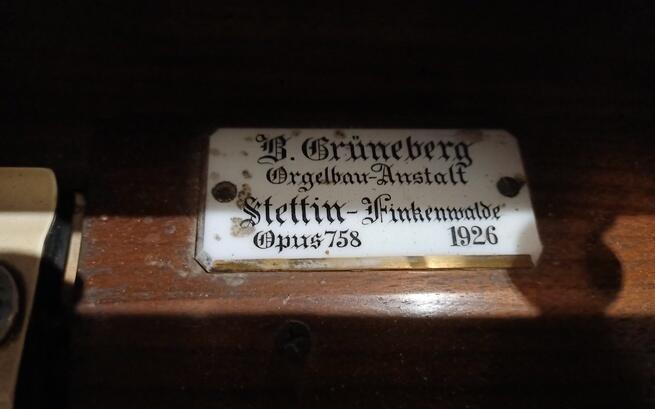 B. Grüneberg
Orgelbau-Anstalt
Stettin-Finkenwalde
Opus 758 1926